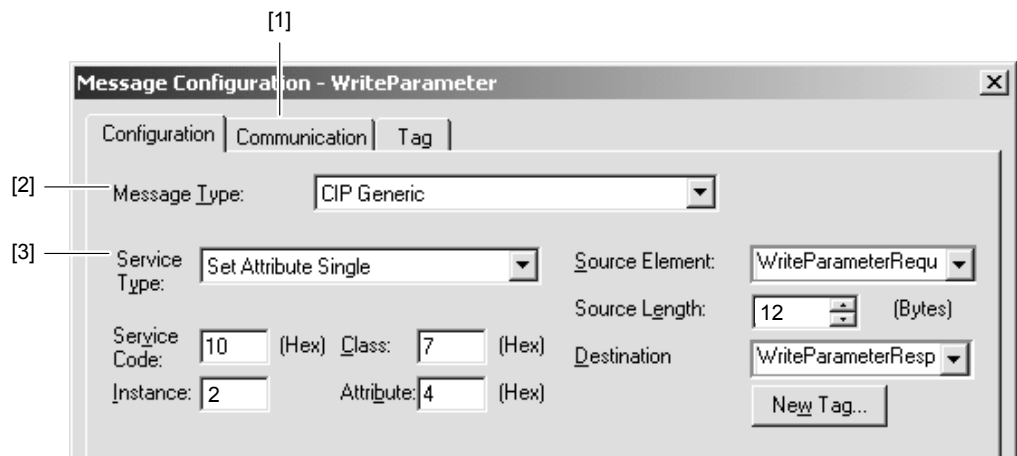 [1]
Message Configuration - WriteParameter
Configuration Communication Tag
[2] Message Type: CIP Generic
[3] Service Type: Set Attribute Single Source Element: WriteParameterRequ
Source Length: 12 (Bytes)
Service Code: 10 (Hex) Class: 7 (Hex) Destination WriteParameterResp
Instance: 2 Attribute: 4 (Hex) New Tag...